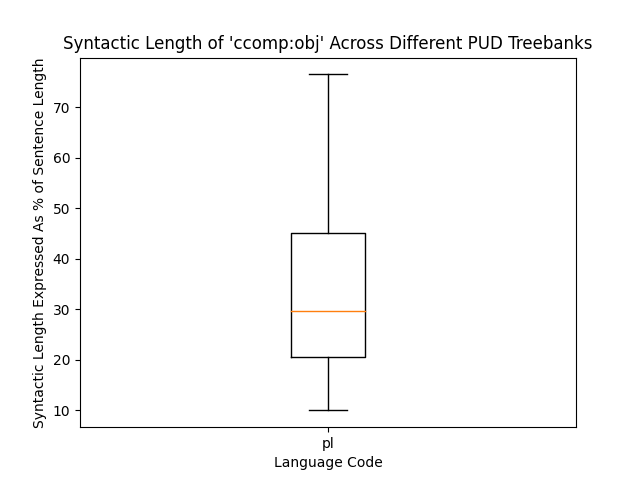 Syntactic Length of 'ccomp:obj' Across Different PUD Treebanks
Syntactic Length Expressed As % of Sentence Length
70
60
50
40
30
20
10
pl
Language Code